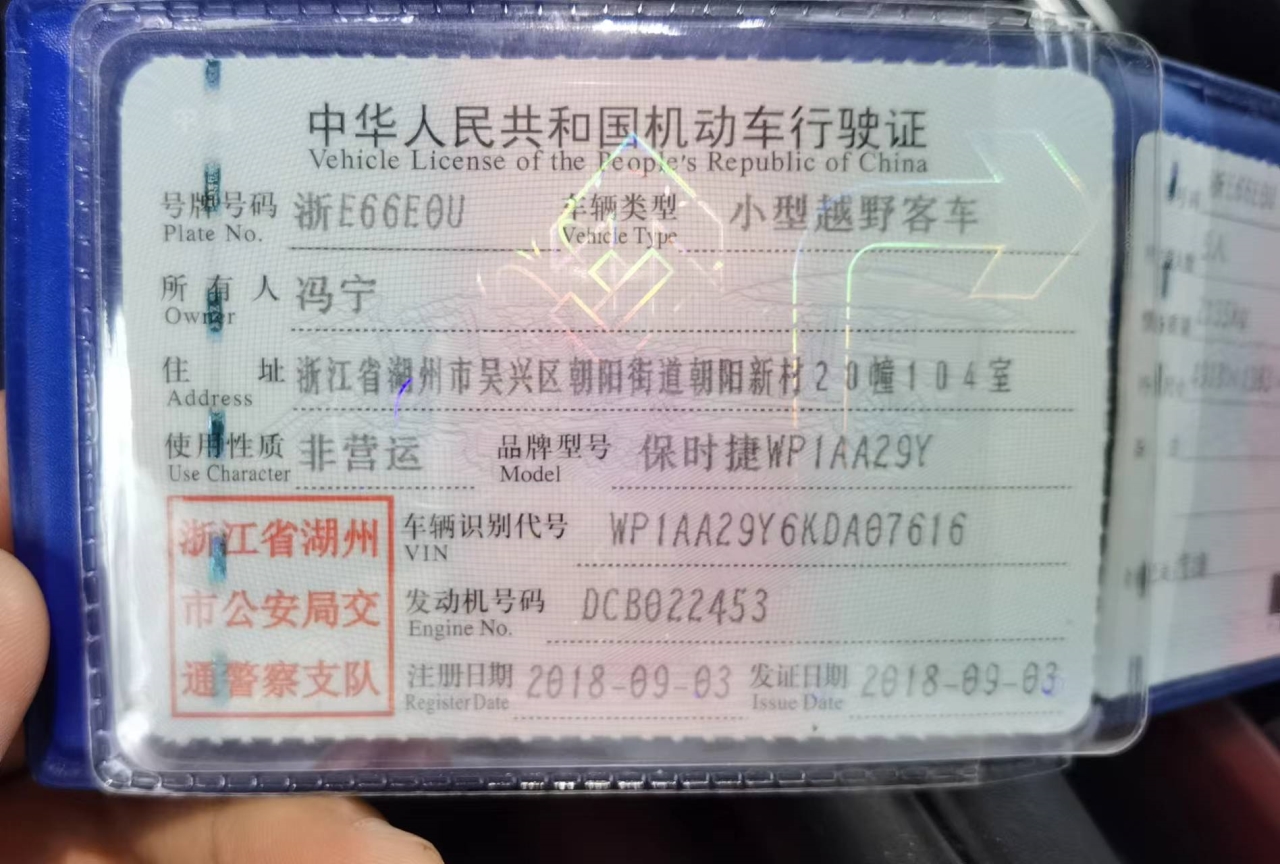 中华人民共和国机动车行驶证
Vehicle License of the People's Republic of China
号牌号码 浙E66E0U 车辆类型 小型越野客车
Plate No. Vehicle Type
所有人 冯宁
Owner
住址 浙江省湖州市吴兴区朝阳街道朝阳新村20幢104室
Address
使用性质 非营运 品牌型号 保时捷WP1AA29Y
Use Character Model
浙江省湖州
市公安局交
通警察支队
车辆识别代号 WP1AA29Y6KDA07616
VIN
发动机号码 DCB022453
Engine No.
注册日期 2018-09-03 发证日期 2018-09-03
Register Date Issue Date